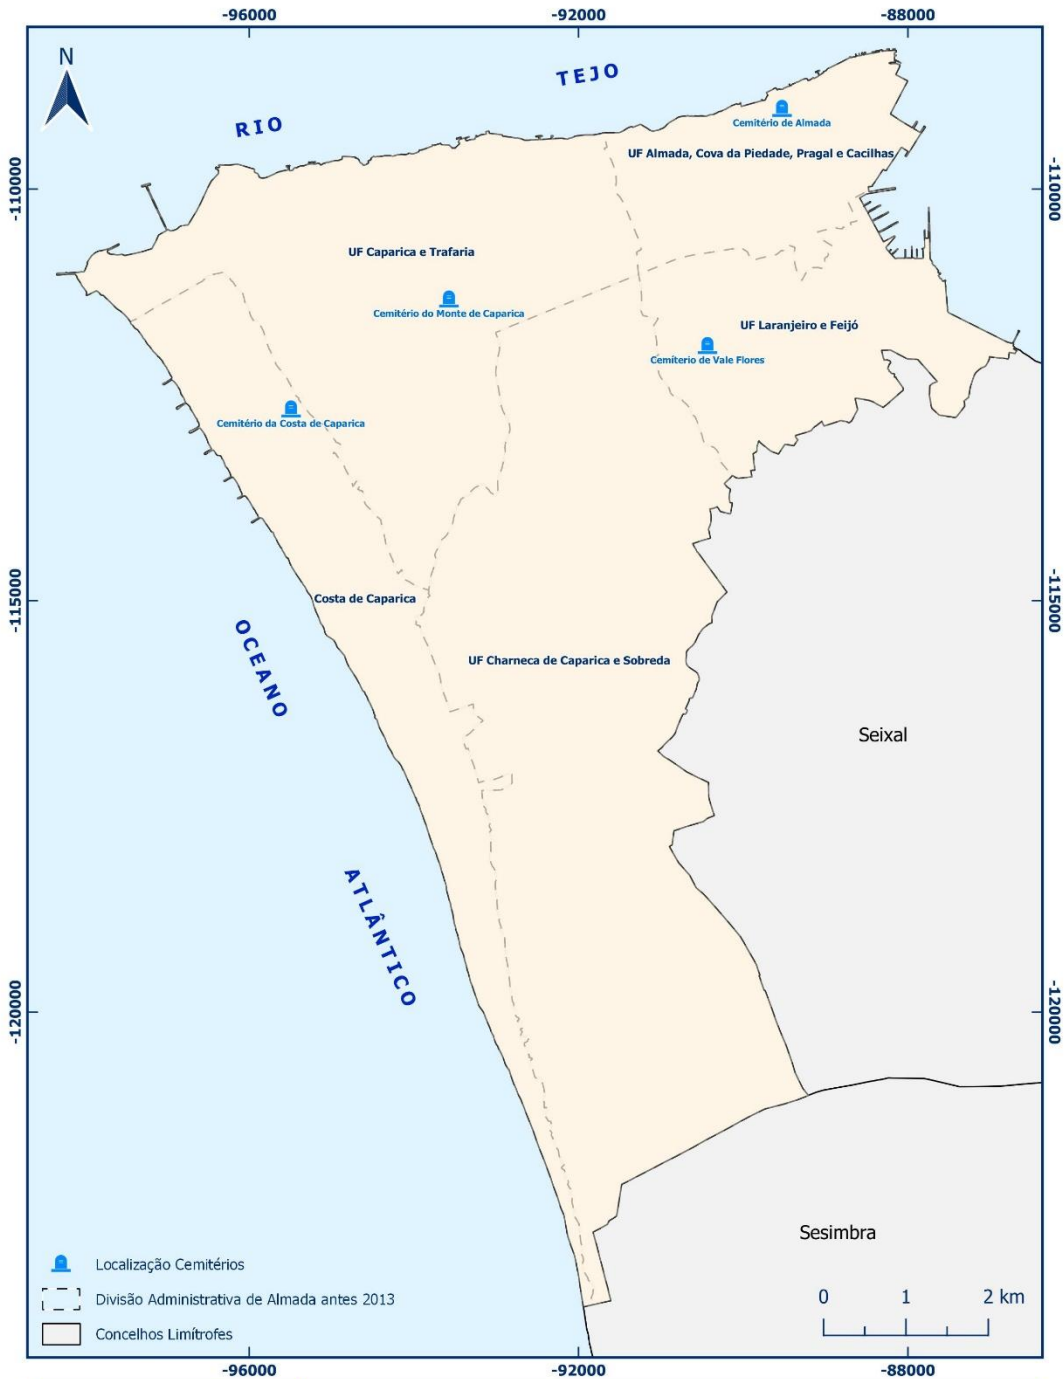 -96000
-92000
-88000
N
TEJO
RIO
Cemitério de Almada
UF Almada, Cova da Piedade, Pragal e Cacilhas
-110000
-110000
UF Caparica e Trafaria
Cemitério do Monte de Caparica
UF Laranjeiro e Feijó
Cemiterio de Vale Flores
Cemitério da Costa de Caparica
Costa de Caparica
-115000
-115000
OCEANO
UF Charneca de Caparica e Sobreda
Seixal
ATLÂNTICO
-120000
-120000
Sesimbra
Localização Cemitérios
Divisão Administrativa de Almada antes 2013
Concelhos Limítrofes
0 1 2 km
-96000
-92000
-88000